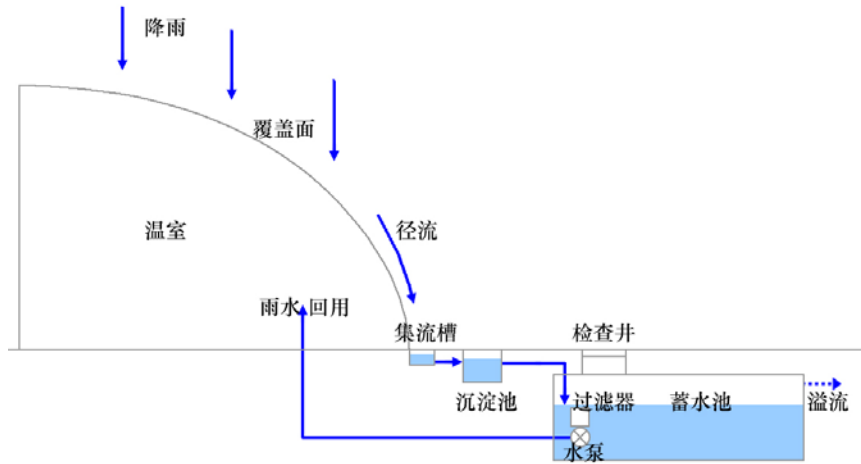 降雨
覆盖面
温室
径流
雨水 回用
集流槽
检查井
沉淀池
过滤器
蓄水池
溢流
水泵